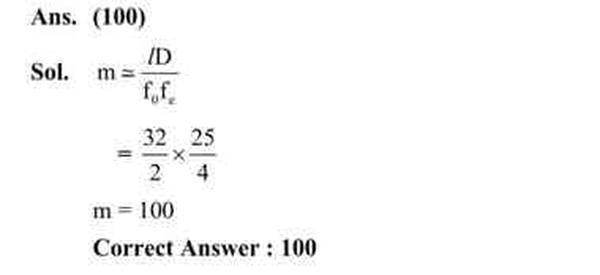 Ans. (100)
Sol. m ≃ lD / f₀fₑ
= 32/2 × 25/4
m = 100
Correct Answer : 100